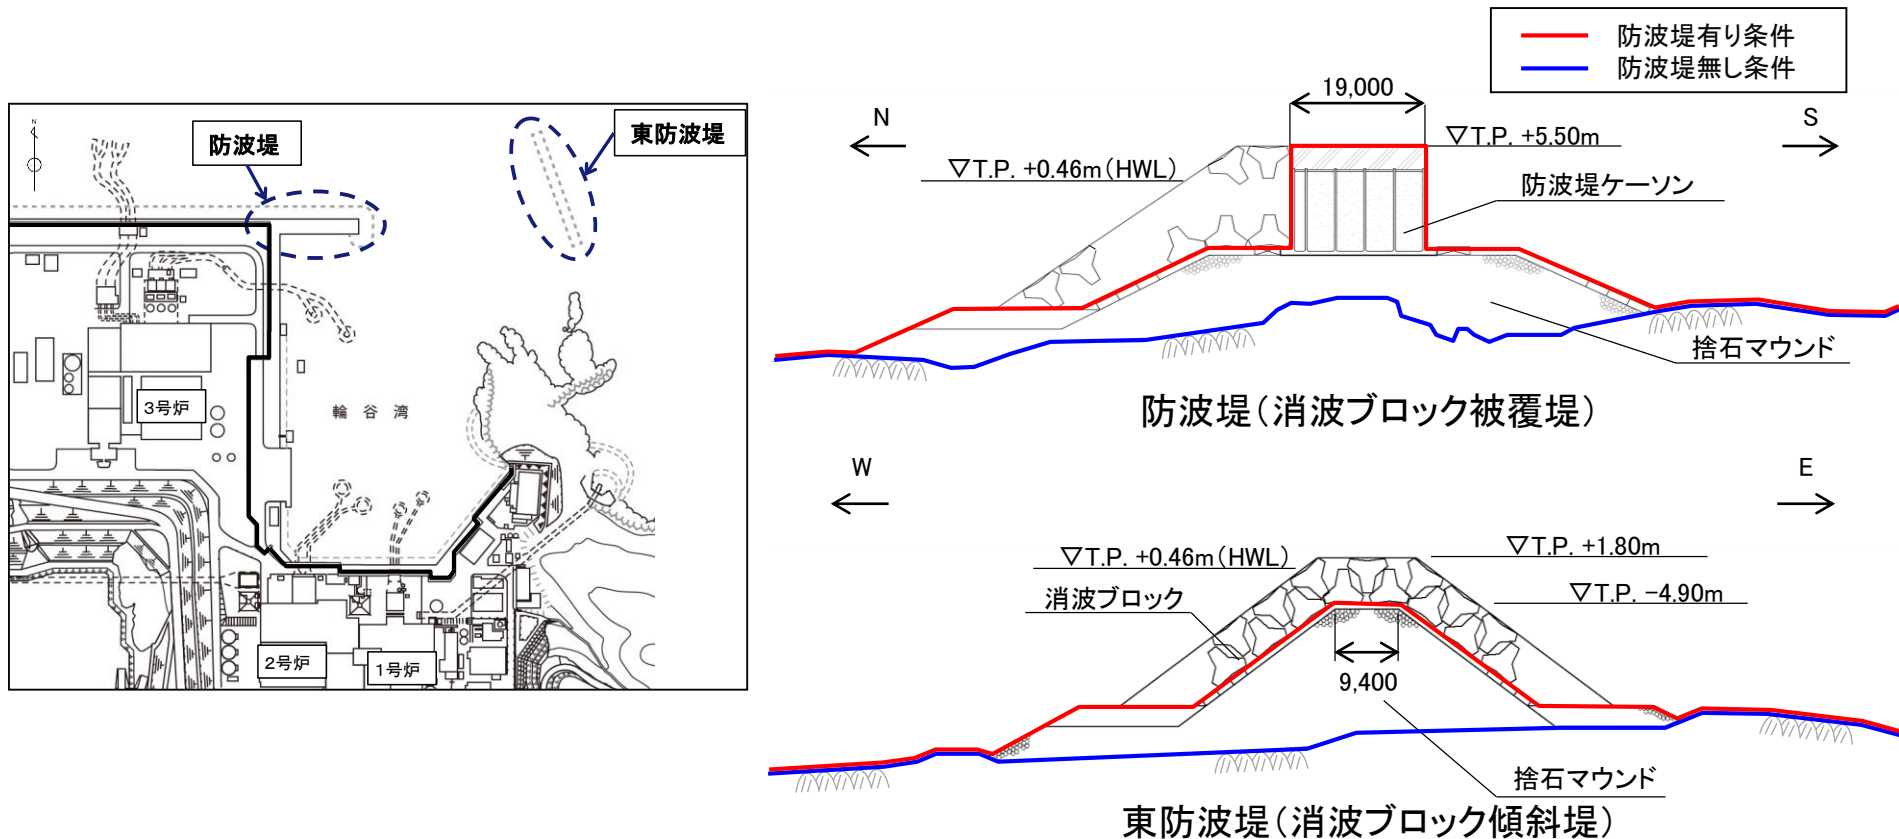 防波堤有り条件
防波堤無し条件
N
防波堤
東防波堤
輪谷湾
3号炉
2号炉
1号炉
19,000
N
S
▽T.P. +5.50m
▽T.P. +0.46m(HWL)
防波堤ケーソン
捨石マウンド
防波堤(消波ブロック被覆堤)
W
E
▽T.P. +0.46m(HWL)
▽T.P. +1.80m
▽T.P. −4.90m
消波ブロック
9,400
捨石マウンド
東防波堤(消波ブロック傾斜堤)